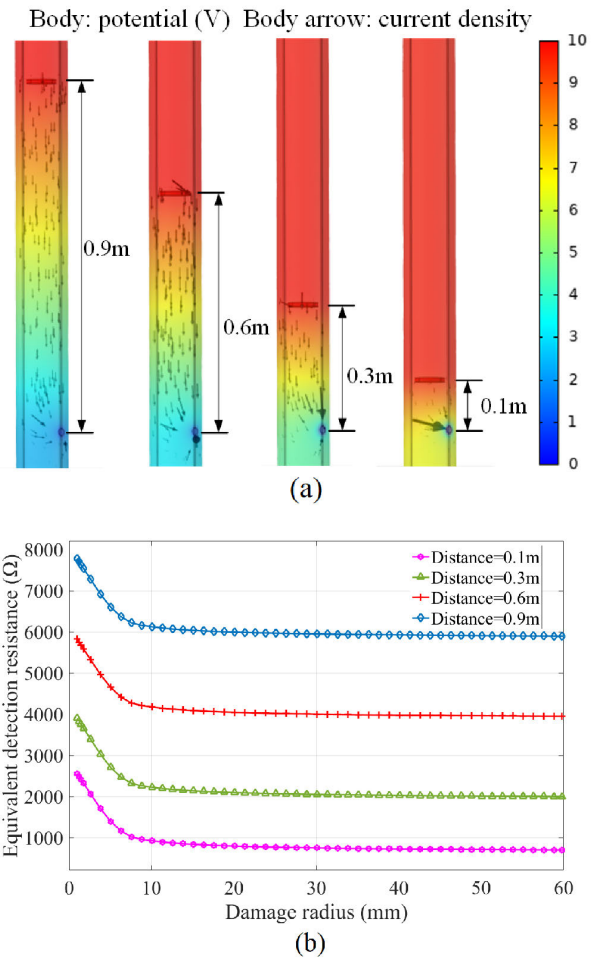 Body: potential (V) Body arrow: current density
10
9
8
7
6
5
4
3
2
1
0
0.9m
0.6m
0.3m
0.1m
(a)
Equivalent detection resistance (Ω)
8000
7000
6000
5000
4000
3000
2000
1000
Distance=0.1m
Distance=0.3m
Distance=0.6m
Distance=0.9m
0 10 20 30 40 50 60
Damage radius (mm)
(b)